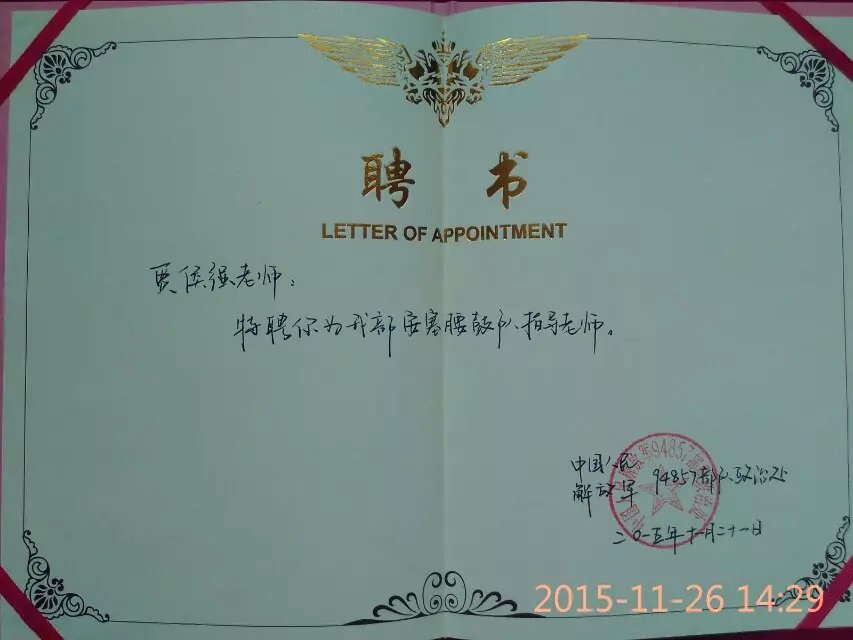 聘书
LETTER OF APPOINTMENT
贾侯强老师：
特聘你为我部安塞腰鼓队指导老师。
中国人民
解放军 94857部队政治处
二〇一五年十一月二十一日
2015-11-26 14:29